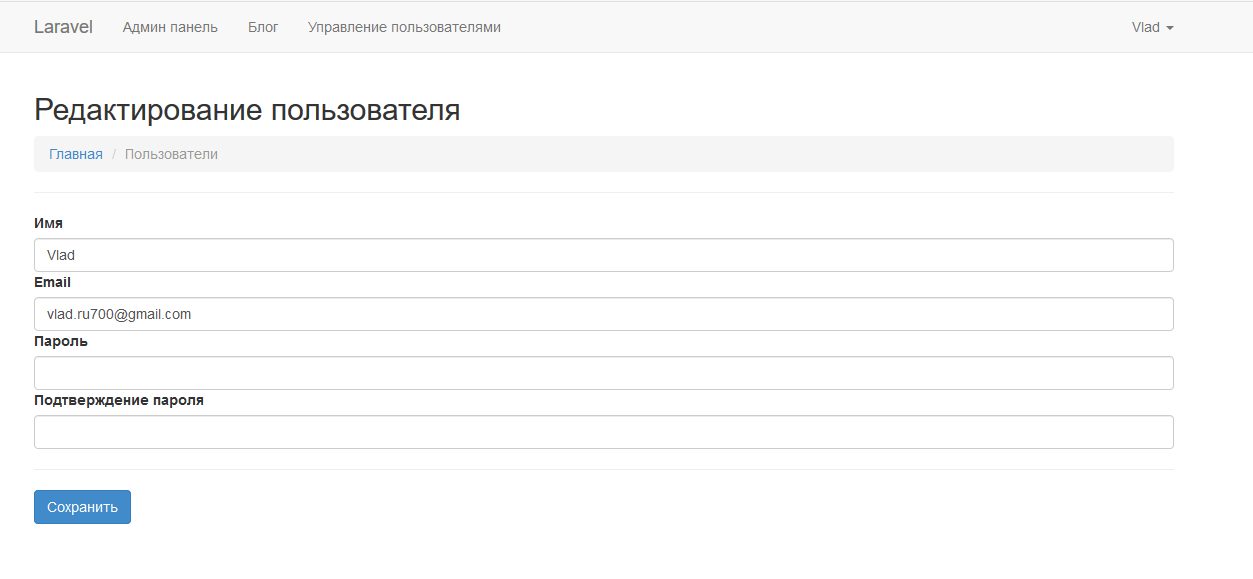 Laravel Админ панель Блог Управление пользователями Vlad
Редактирование пользователя
Главная / Пользователи
Имя
Vlad
Email
vlad.ru700@gmail.com
Пароль
Подтверждение пароля
Сохранить